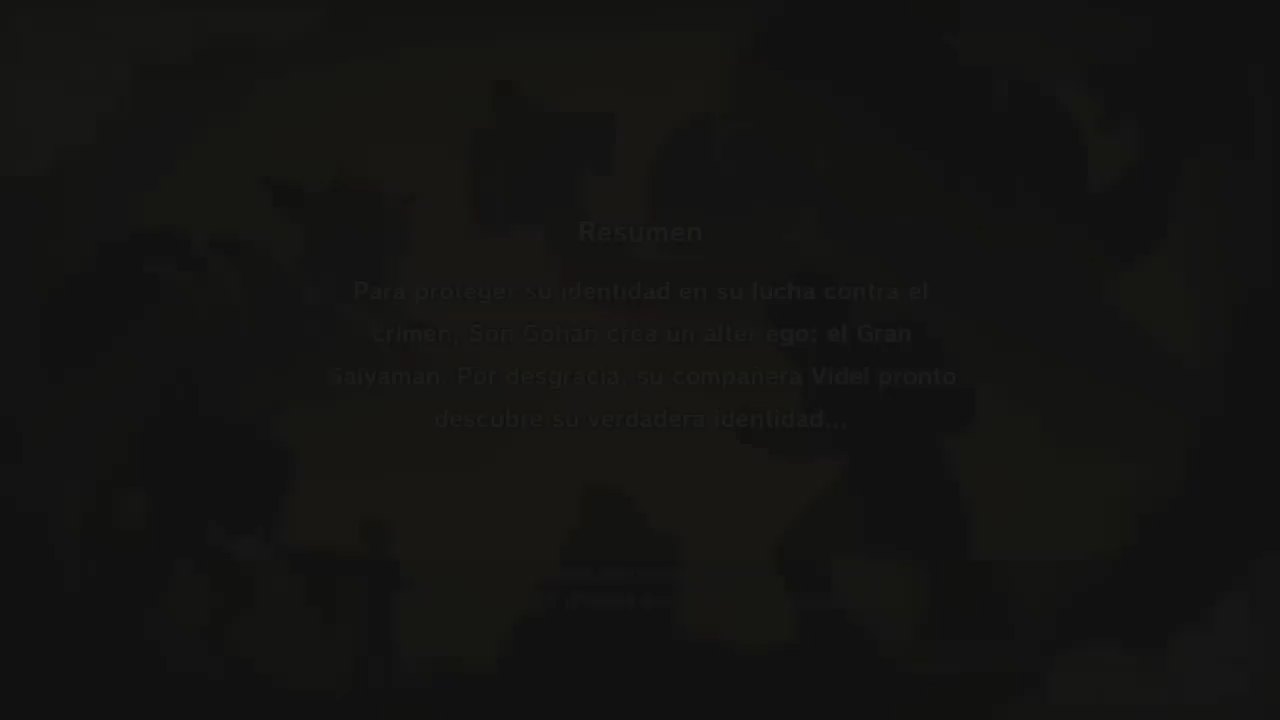 Resumen
Para proteger su identidad en su lucha contra el
crimen, Son Gohan crea un alter ego: el Gran
Saiyaman. Por desgracia, su compañera Videl pronto
descubre su verdadera identidad...